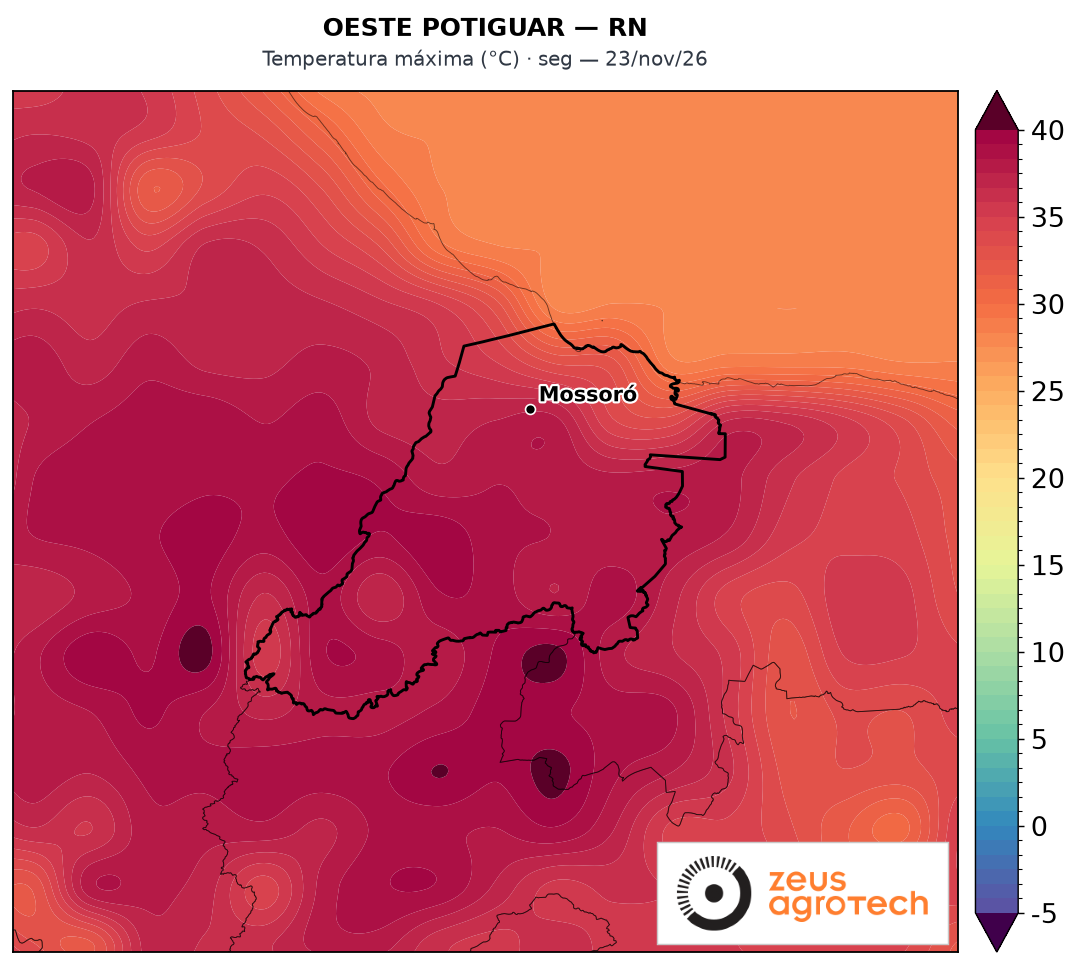 OESTE POTIGUAR — RN
Temperatura máxima (°C) · seg — 23/nov/26
Mossoró
40
35
30
25
20
15
10
5
0
-5
zeus
agrotech